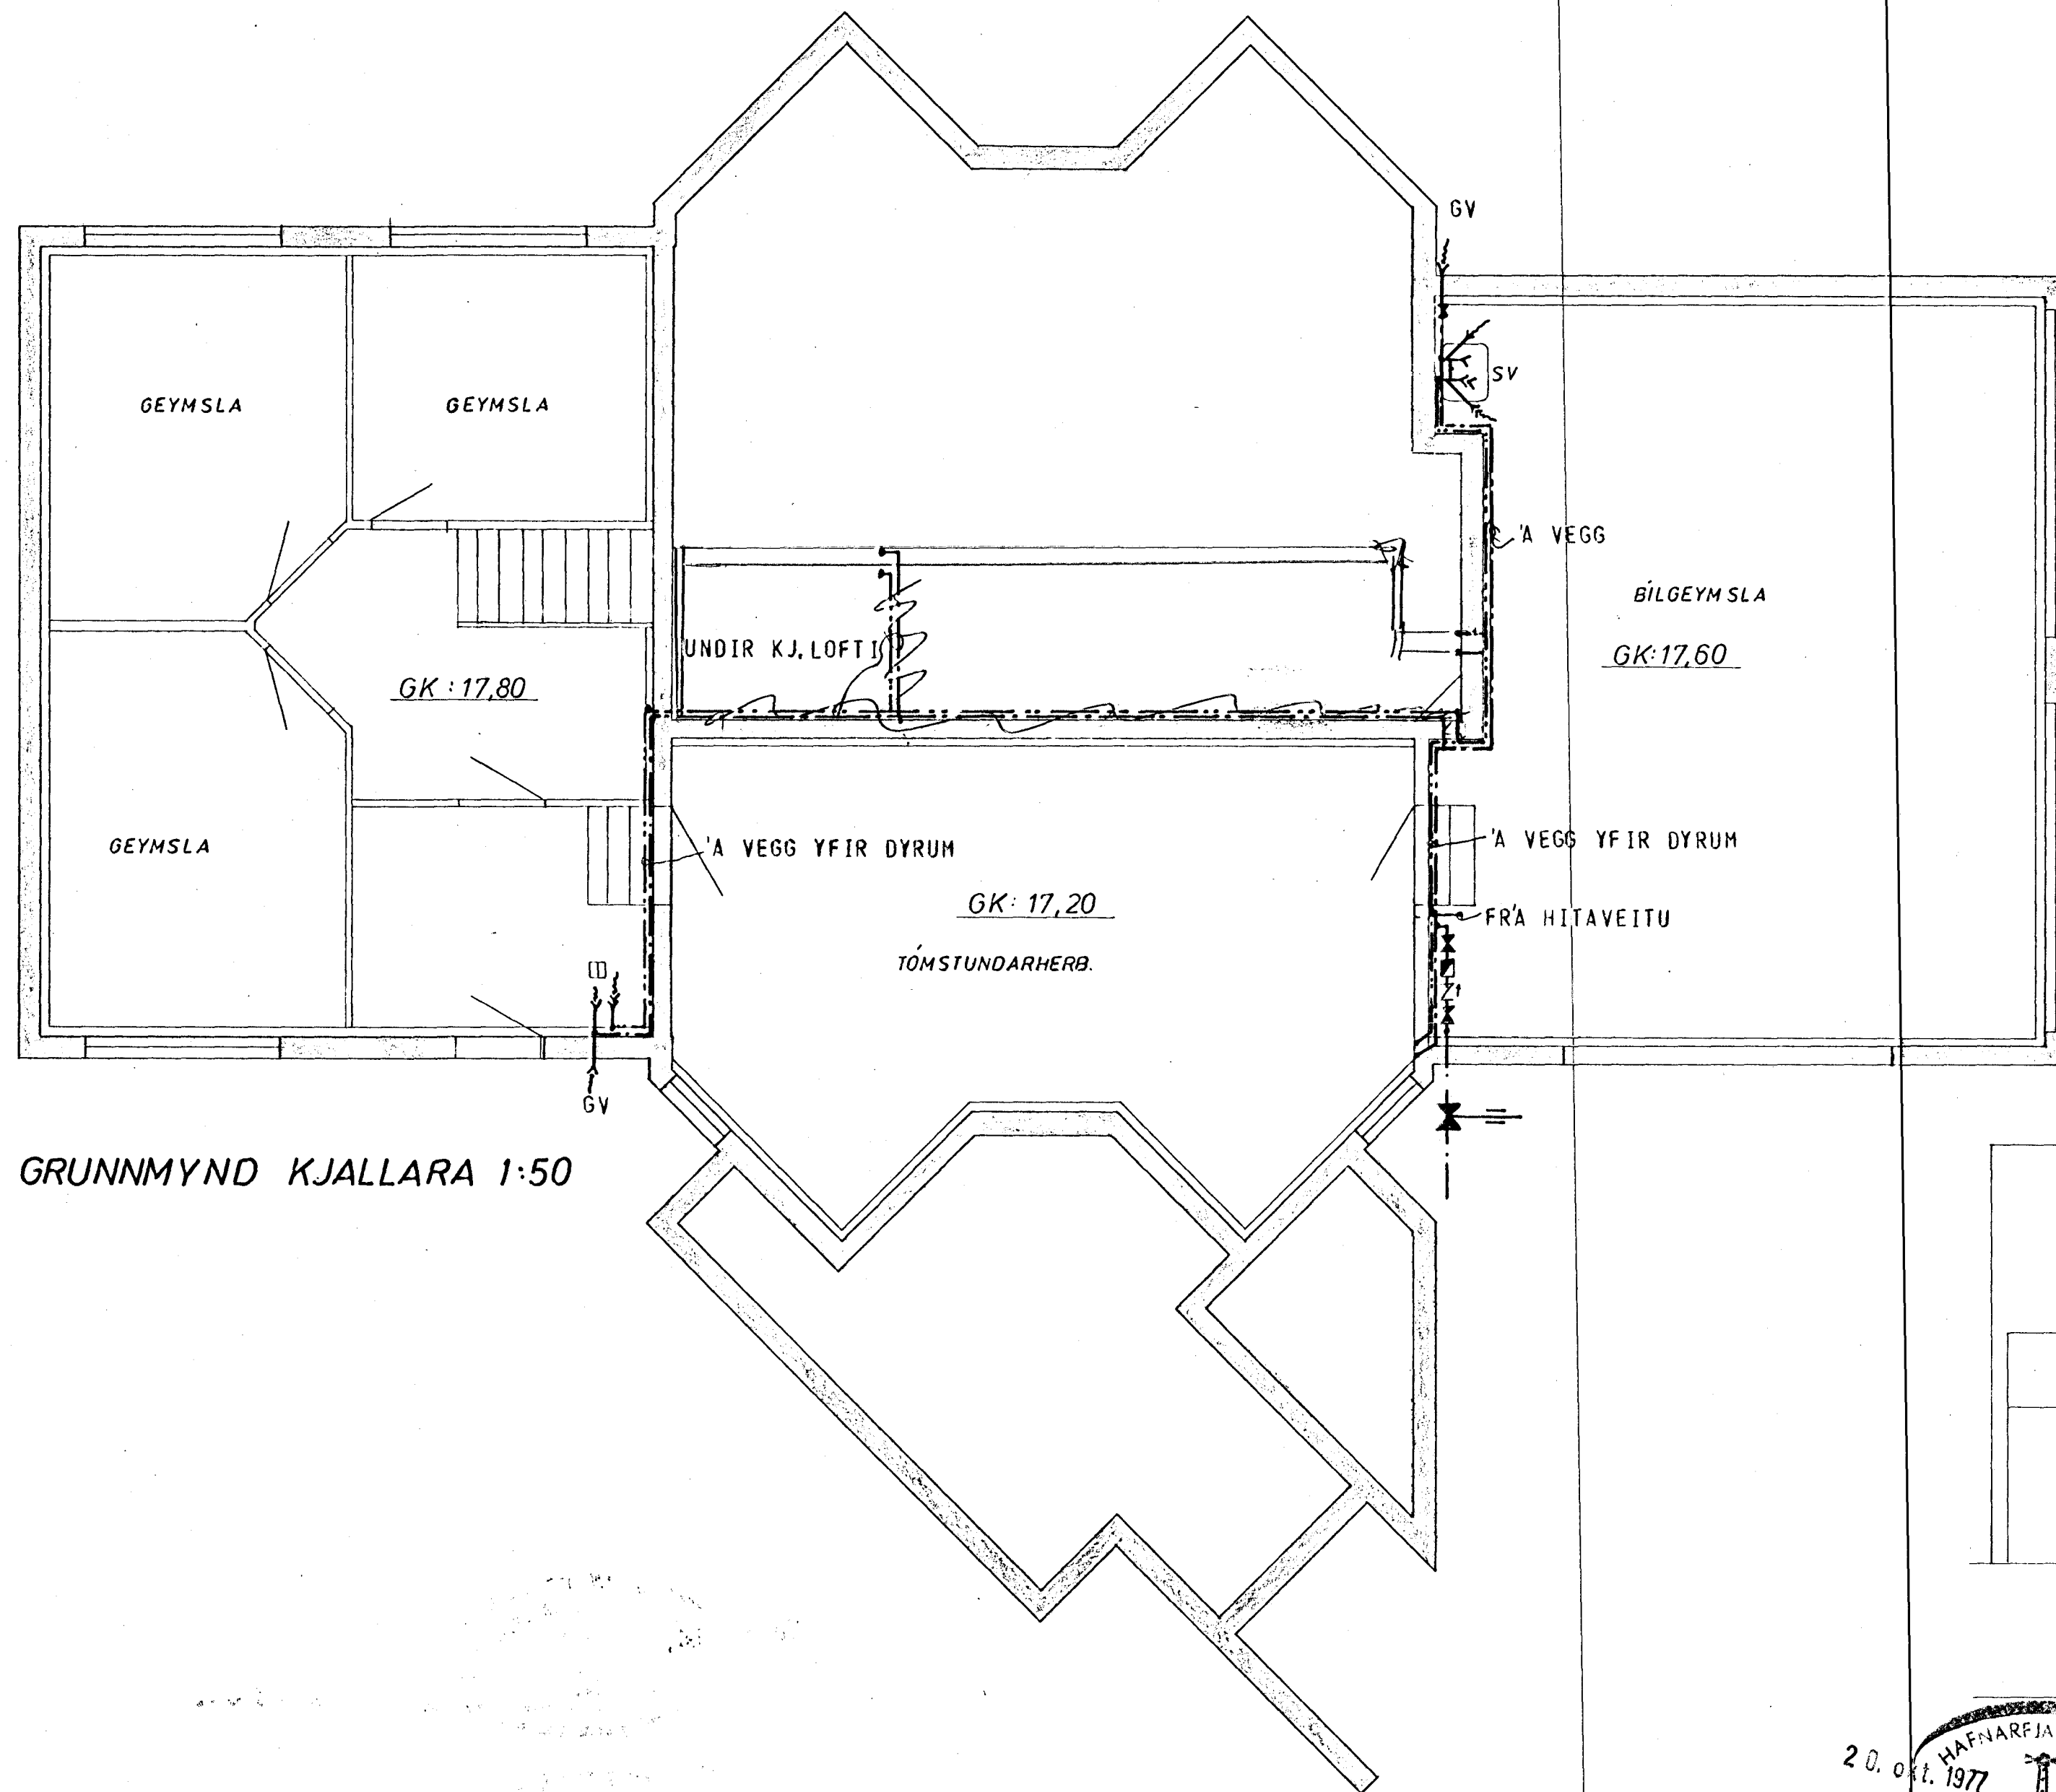 GV
GEYMSLA
GEYMSLA
SV
'A VEGG
BÍLGEYMSLA
GK:17,60
UNDIR KJ. LOFTI
GK : 17,80
GEYMSLA
'A VEGG YFIR DYRUM
'A VEGG YFIR DYRUM
GK: 17,20
FR'A HITAVEITU
TÓMSTUNDARHERB.
GV
GRUNNMYND KJALLARA 1:50
HAFNARFJA
20. okt. 1977